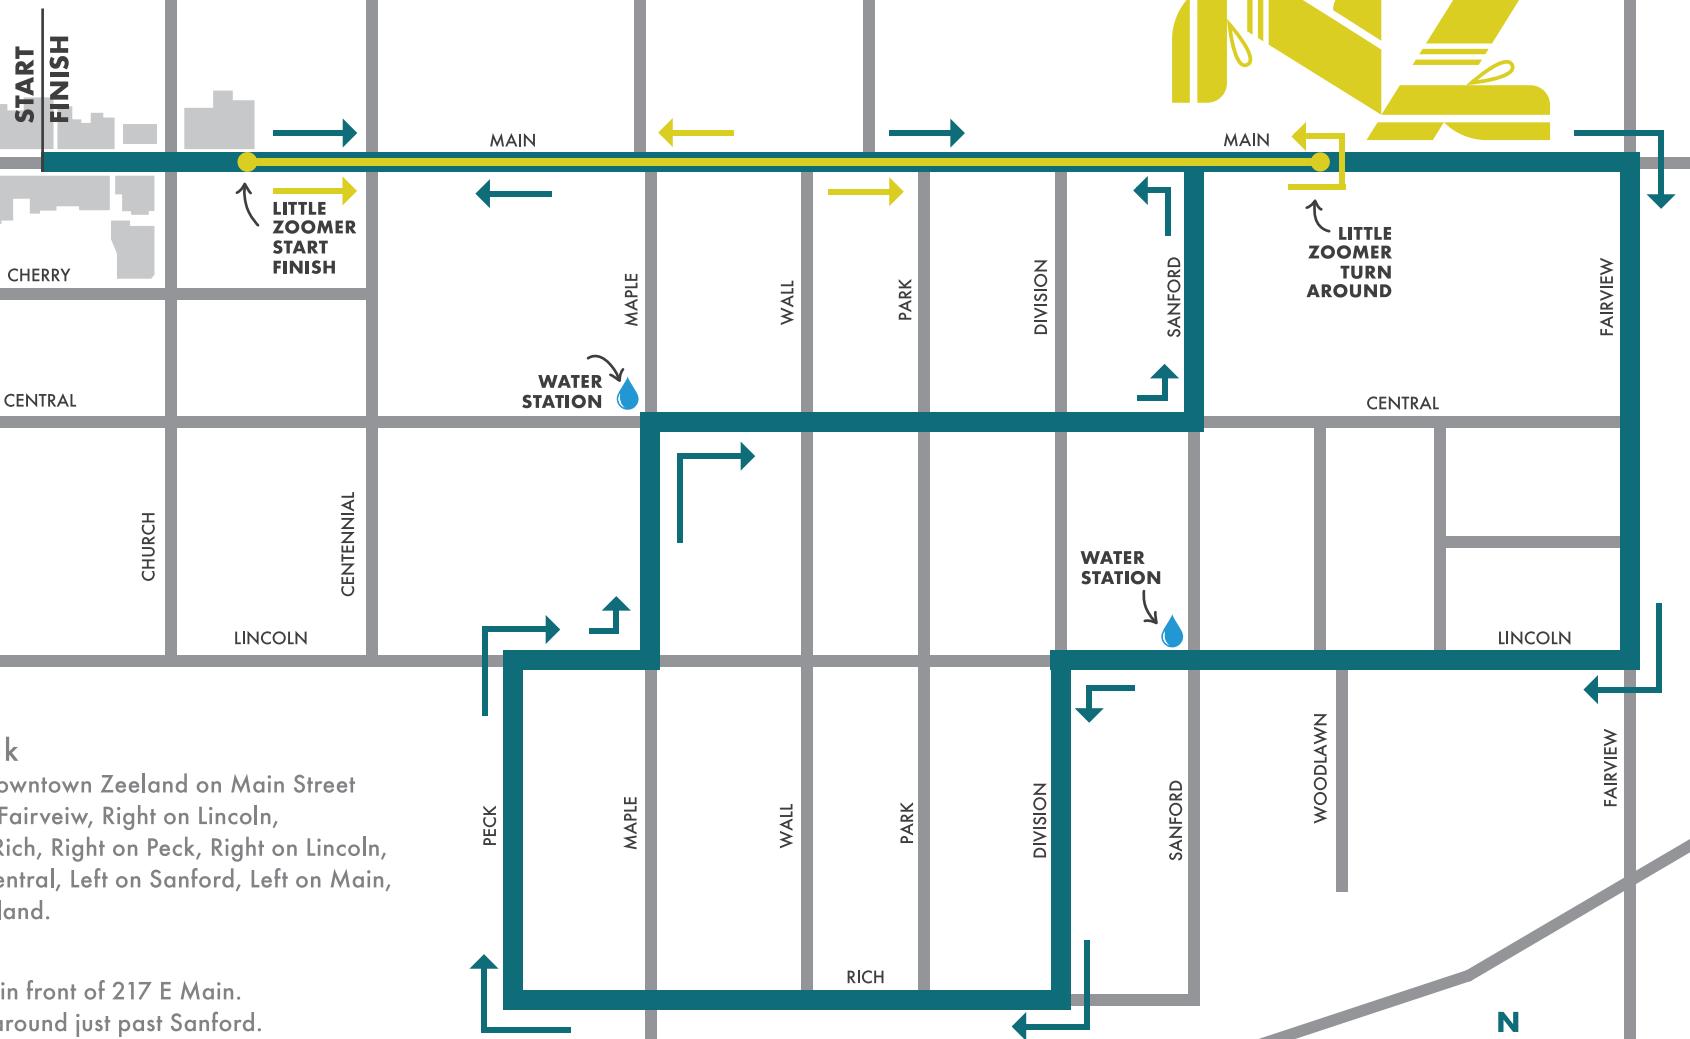 START
FINISH
MAIN
MAIN
LITTLE
ZOOMER
START
FINISH
LITTLE
ZOOMER
TURN
AROUND
CHERRY
MAPLE
WALL
PARK
DIVISION
SANFORD
FAIRVIEW
WATER
STATION
CENTRAL
CENTRAL
CHURCH
CENTENNIAL
WATER
STATION
LINCOLN
LINCOLN
k
owntown Zeeland on Main Street
Fairveiw, Right on Lincoln,
Rich, Right on Peck, Right on Lincoln,
entral, Left on Sanford, Left on Main,
land.
PECK
MAPLE
WALL
PARK
DIVISION
SANFORD
WOODLAWN
FAIRVIEW
RICH
in front of 217 E Main.
around just past Sanford.
N